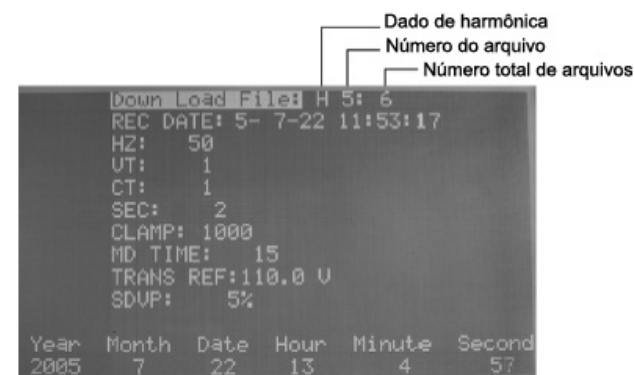 Dado de harmônica
Número do arquivo
Número total de arquivos
Down Load File: H 5: 6
REC DATE: 5- 7-22 11:53:17
HZ: 50
VT: 1
CT: 1
SEC: 2
CLAMP: 1000
MD TIME: 15
TRANS REF:110.0 V
SDVP: 5%
Year Month Date Hour Minute Second
2005 7 22 13 4 57